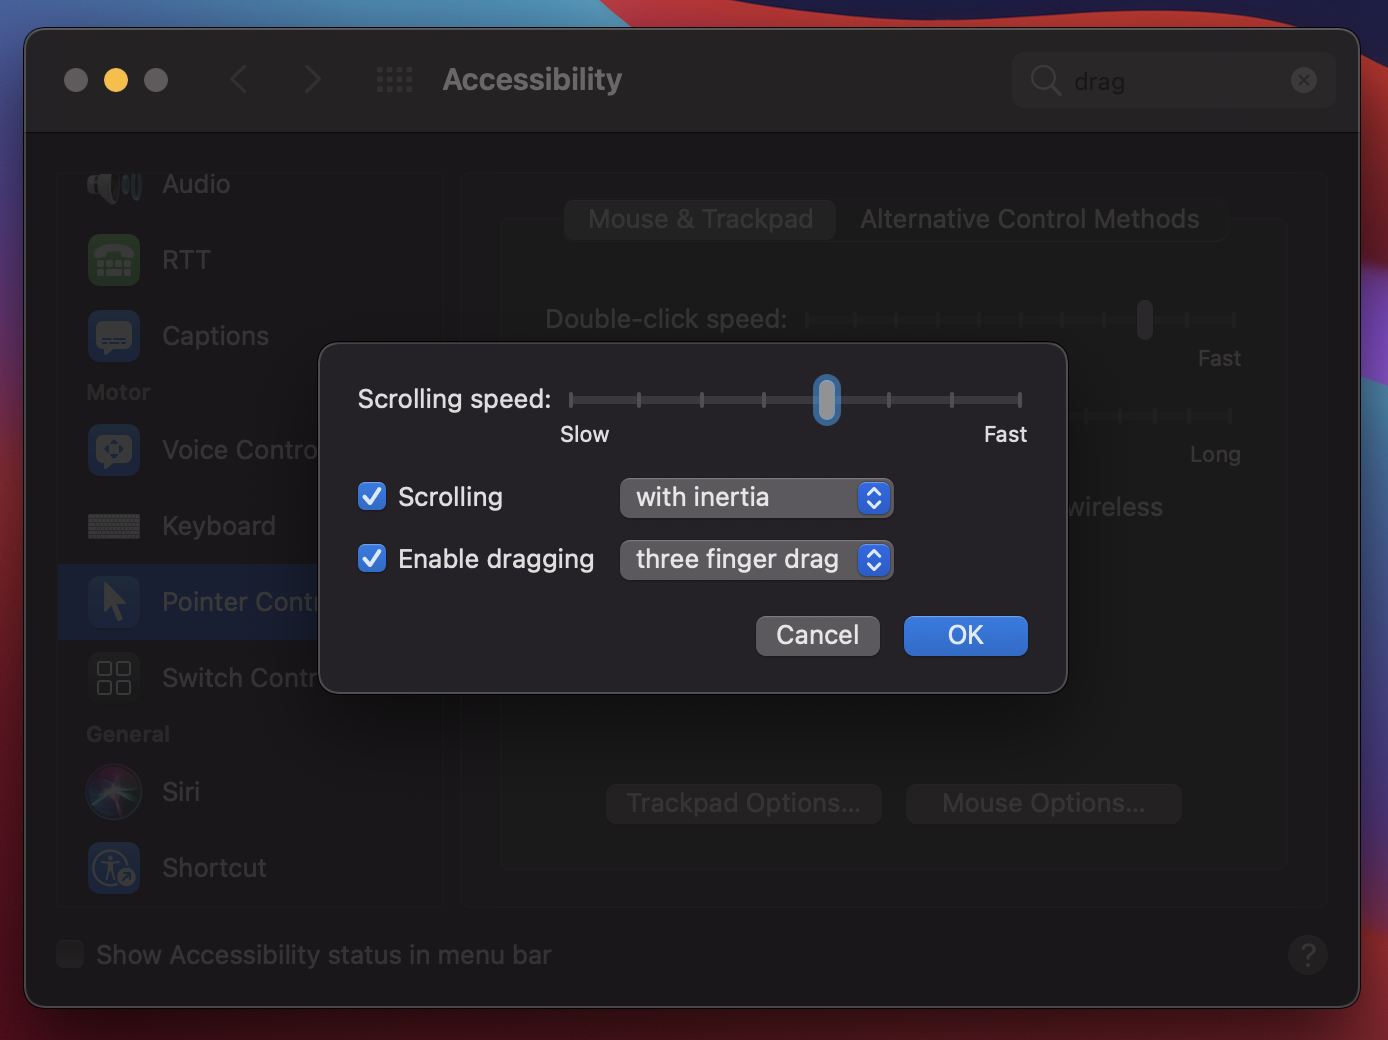 Accessibility
drag
Audio
RTT
Captions
Motor
Voice Contro
Keyboard
Pointer Contr
Switch Contr
General
Siri
Shortcut
Mouse & Trackpad
Alternative Control Methods
Double-click speed:
Fast
Long
wireless
Scrolling speed:
Slow
Fast
Scrolling
with inertia
Enable dragging
three finger drag
Cancel
OK
Trackpad Options...
Mouse Options...
Show Accessibility status in menu bar
?